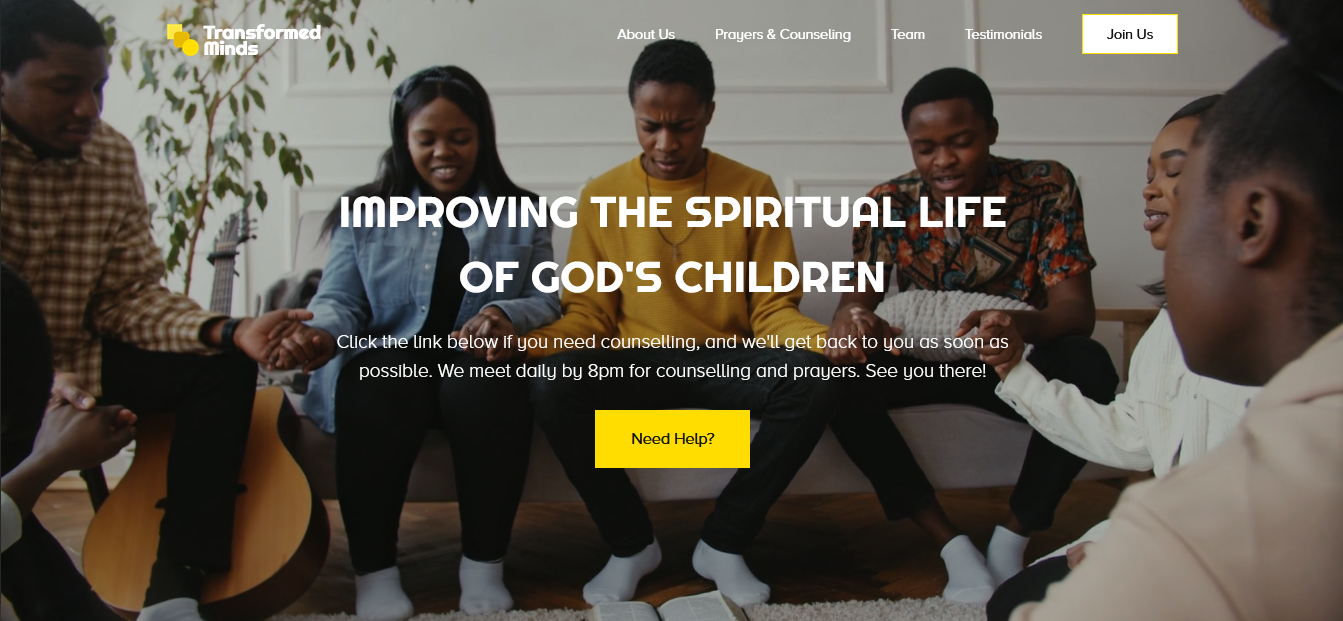 Transformed
Minds
About Us
Prayers & Counseling
Team
Testimonials
Join Us
IMPROVING THE SPIRITUAL LIFE
OF GOD'S CHILDREN
Click the link below if you need counselling, and we'll get back to you as soon as
possible. We meet daily by 8pm for counselling and prayers. See you there!
Need Help?